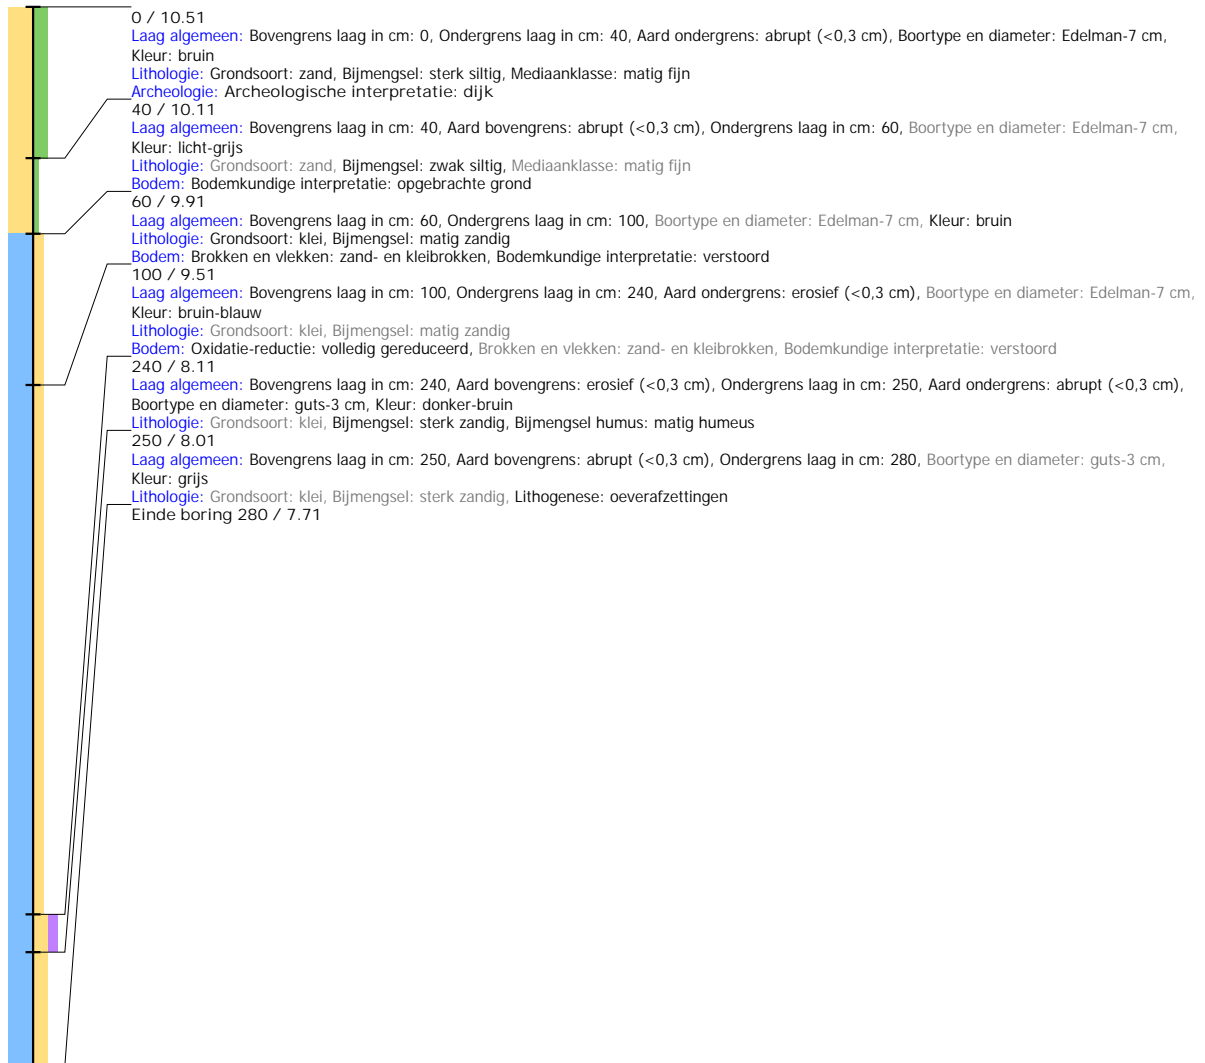 0 / 10.51
Laag algemeen: Bovengrens laag in cm: 0, Ondergrens laag in cm: 40, Aard ondergrens: abrupt (<0,3 cm), Boortype en diameter: Edelman-7 cm,
Kleur: bruin
Lithologie: Grondsoort: zand, Bijmengsel: sterk siltig, Mediaanklasse: matig fijn
Archeologie: Archeologische interpretatie: dijk
40 / 10.11
Laag algemeen: Bovengrens laag in cm: 40, Aard bovengrens: abrupt (<0,3 cm), Ondergrens laag in cm: 60, Boortype en diameter: Edelman-7 cm,
Kleur: licht-grijs
Lithologie: Grondsoort: zand, Bijmengsel: zwak siltig, Mediaanklasse: matig fijn
Bodem: Bodemkundige interpretatie: opgebrachte grond
60 / 9.91
Laag algemeen: Bovengrens laag in cm: 60, Ondergrens laag in cm: 100, Boortype en diameter: Edelman-7 cm, Kleur: bruin
Lithologie: Grondsoort: klei, Bijmengsel: matig zandig
Bodem: Brokken en vlekken: zand- en kleibrokken, Bodemkundige interpretatie: verstoord
100 / 9.51
Laag algemeen: Bovengrens laag in cm: 100, Ondergrens laag in cm: 240, Aard ondergrens: erosief (<0,3 cm), Boortype en diameter: Edelman-7 cm,
Kleur: bruin-blauw
Lithologie: Grondsoort: klei, Bijmengsel: matig zandig
Bodem: Oxidatie-reductie: volledig gereduceerd, Brokken en vlekken: zand- en kleibrokken, Bodemkundige interpretatie: verstoord
240 / 8.11
Laag algemeen: Bovengrens laag in cm: 240, Aard bovengrens: erosief (<0,3 cm), Ondergrens laag in cm: 250, Aard ondergrens: abrupt (<0,3 cm),
Boortype en diameter: guts-3 cm, Kleur: donker-bruin
Lithologie: Grondsoort: klei, Bijmengsel: sterk zandig, Bijmengsel humus: matig humeus
250 / 8.01
Laag algemeen: Bovengrens laag in cm: 250, Aard bovengrens: abrupt (<0,3 cm), Ondergrens laag in cm: 280, Boortype en diameter: guts-3 cm,
Kleur: grijs
Lithologie: Grondsoort: klei, Bijmengsel: sterk zandig, Lithogenese: oeverafzettingen
Einde boring 280 / 7.71